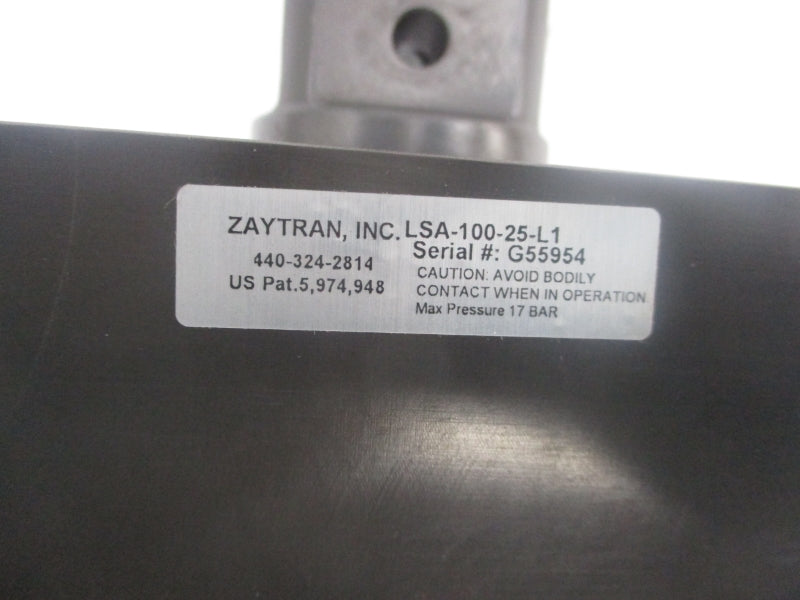 ZAYTRAN, INC. LSA-100-25-L1
Serial #: G55954
440-324-2814
US Pat.5,974,948
CAUTION: AVOID BODILY
CONTACT WHEN IN OPERATION
Max Pressure 17 BAR